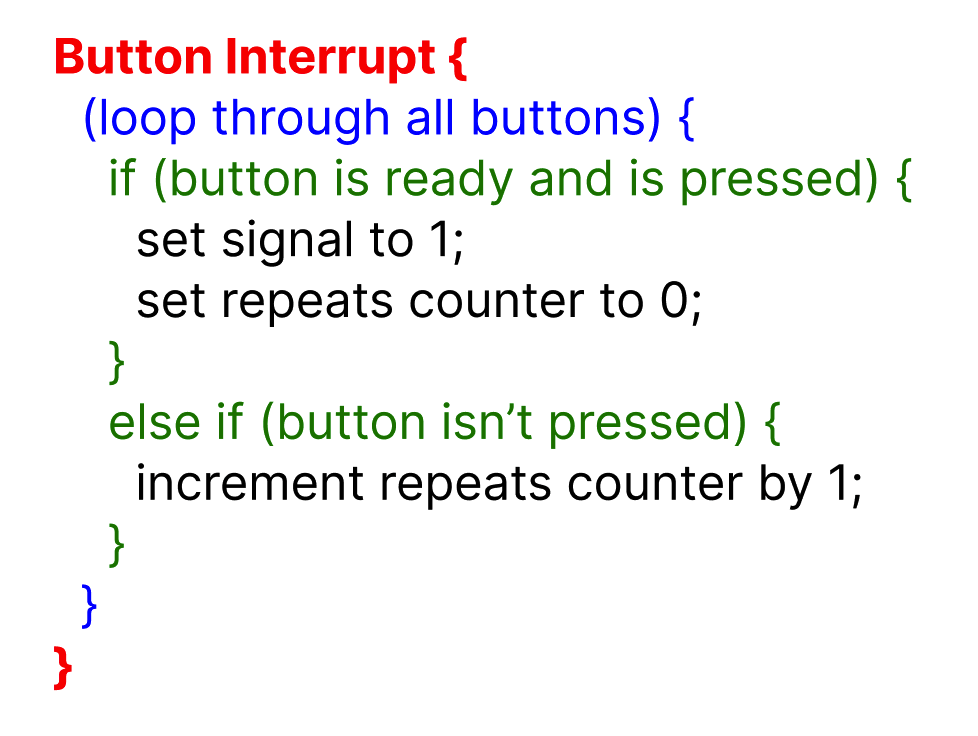 Button Interrupt {
(loop through all buttons) {
if (button is ready and is pressed) {
set signal to 1;
set repeats counter to 0;
}
else if (button isn’t pressed) {
increment repeats counter by 1;
}
}
}